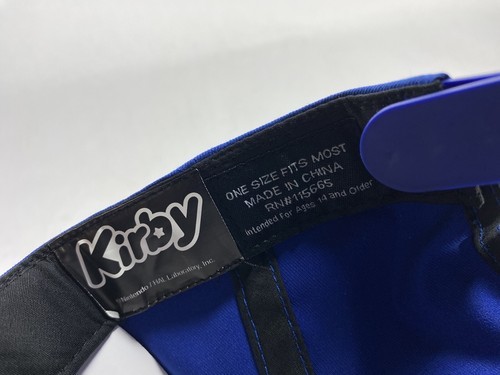 Kirby
©Nintendo / HAL Laboratory, Inc.
ONE SIZE FITS MOST
MADE IN CHINA
RN#115665
Intended For Ages 14 and Order